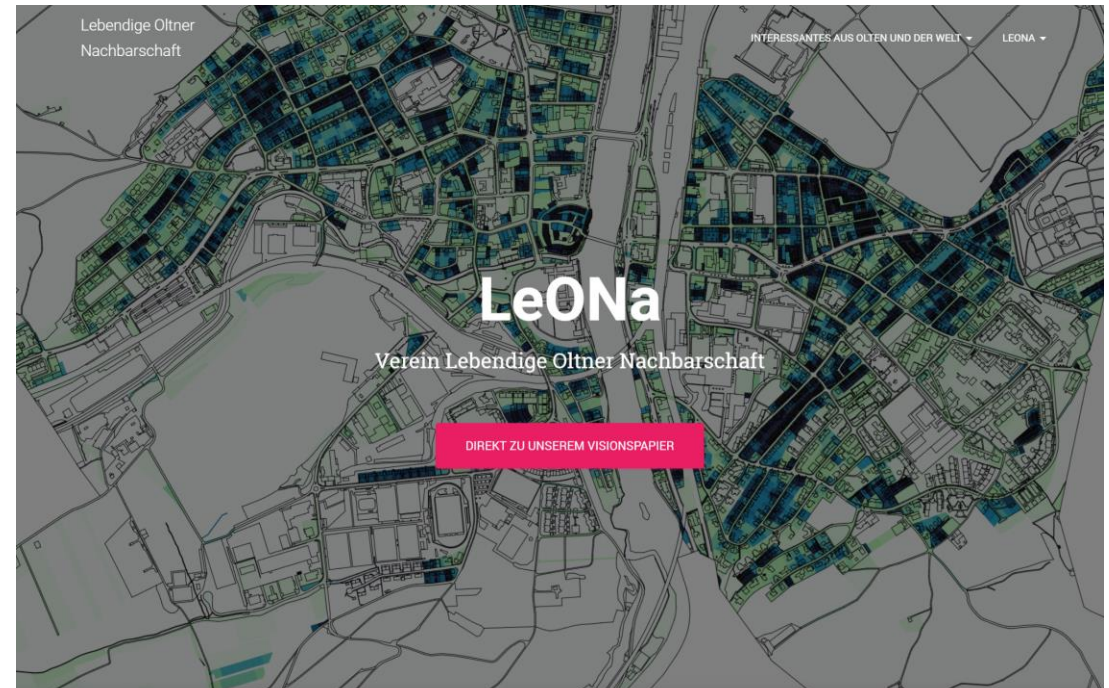 Lebendige Oltner
Nachbarschaft
INTERESSANTES AUS OLTEN UND DER WELT
LEONA
LeONa
Verein Lebendige Oltner Nachbarschaft
DIREKT ZU UNSEREM VISIONSPAPIER